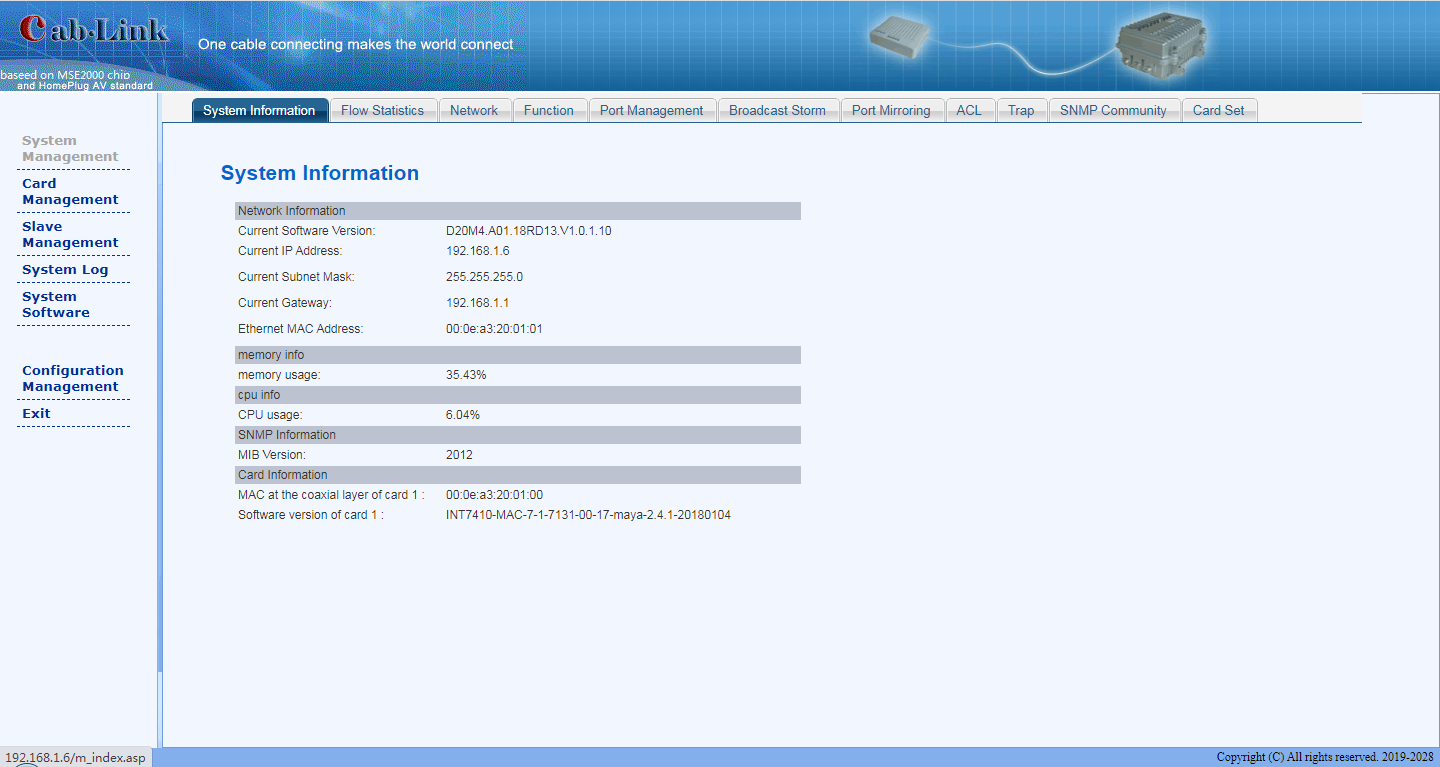 Cab·Link
One cable connecting makes the world connect
baseed on MSE2000 chip
and HomePlug AV standard
System Information Flow Statistics Network Function Port Management Broadcast Storm Port Mirroring ACL Trap SNMP Community Card Set
System
Management
Card
Management
Slave
Management
System Log
System
Software
Configuration
Management
Exit
System Information
Network Information
Current Software Version: D20M4.A01.18RD13.V1.0.1.10
Current IP Address: 192.168.1.6
Current Subnet Mask: 255.255.255.0
Current Gateway: 192.168.1.1
Ethernet MAC Address: 00:0e:a3:20:01:01
memory info
memory usage: 35.43%
cpu info
CPU usage: 6.04%
SNMP Information
MIB Version: 2012
Card Information
MAC at the coaxial layer of card 1 : 00:0e:a3:20:01:00
Software version of card 1 : INT7410-MAC-7-1-7131-00-17-maya-2.4.1-20180104
192.168.1.6/m_index.asp
Copyright (C) All rights reserved. 2019-2028